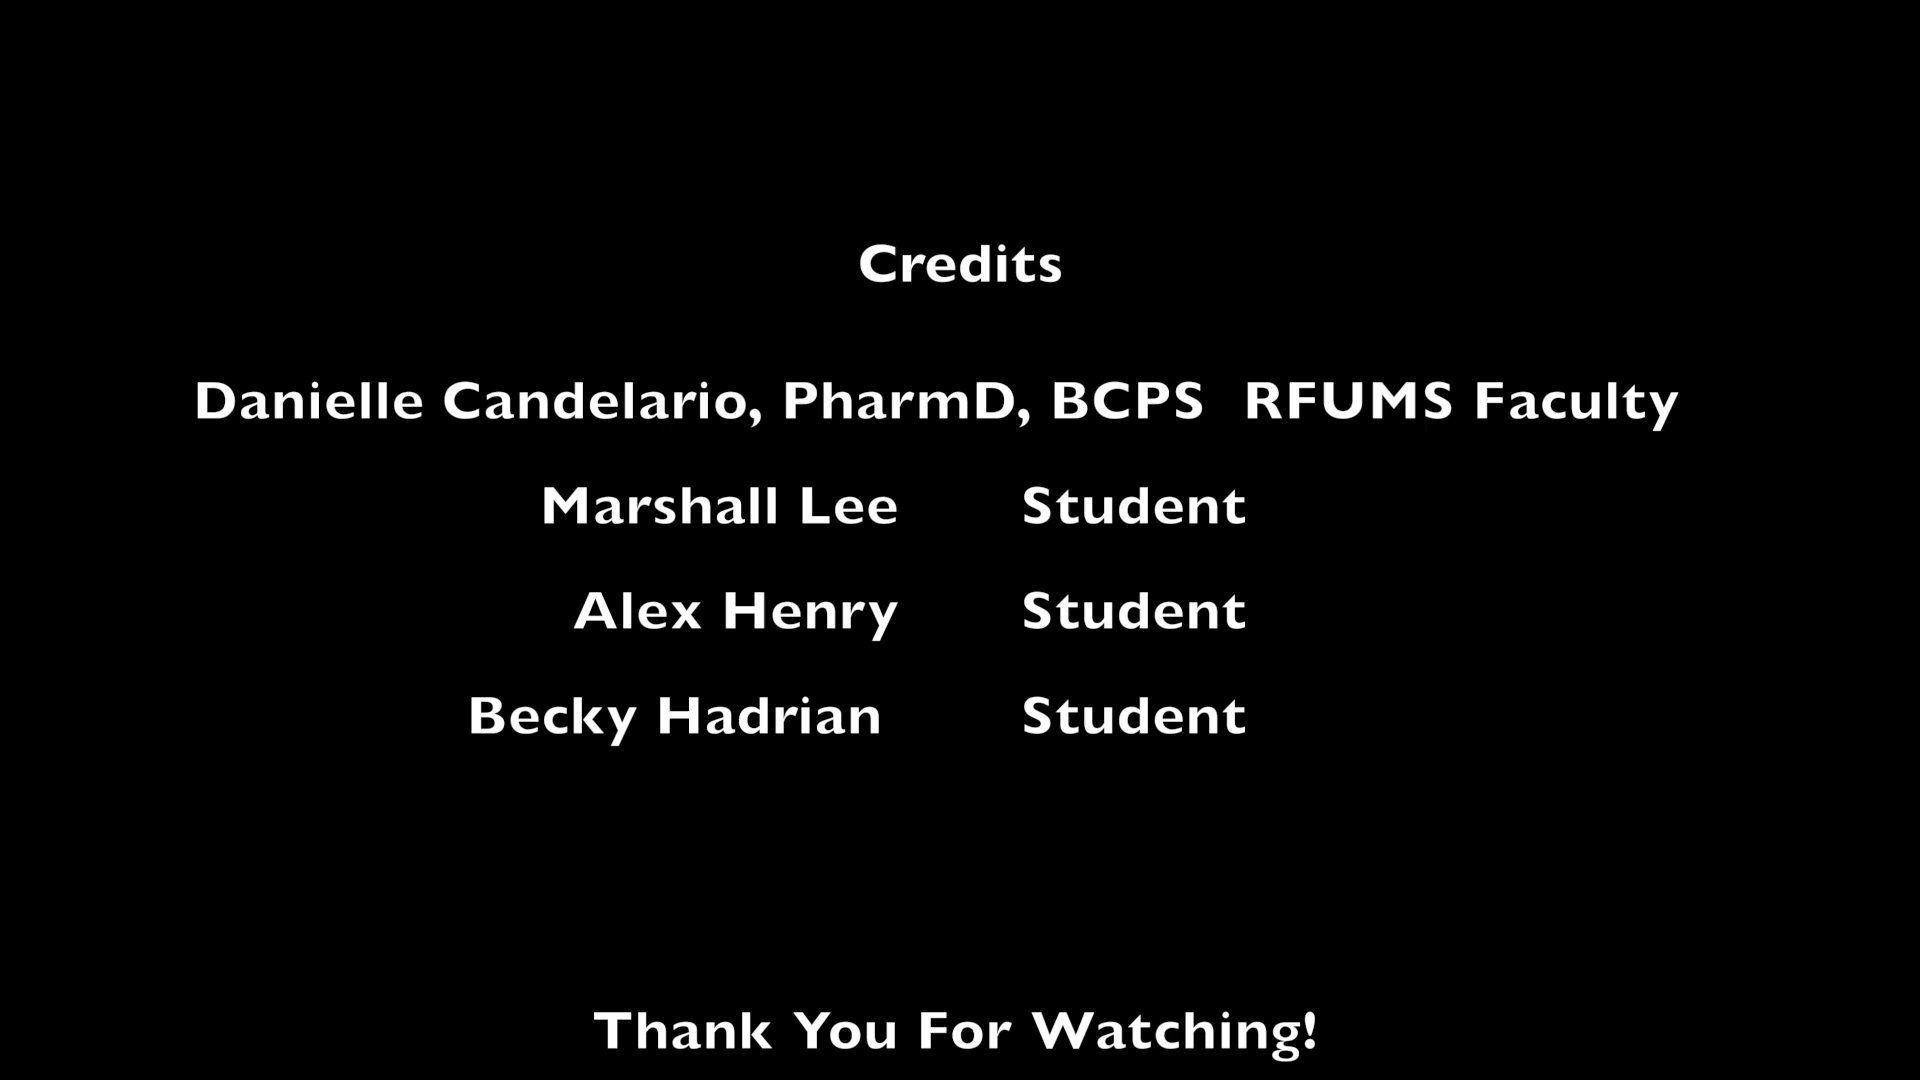 Credits
Danielle Candelario, PharmD, BCPS RFUMS Faculty
Marshall Lee Student
Alex Henry Student
Becky Hadrian Student
Thank You For Watching!